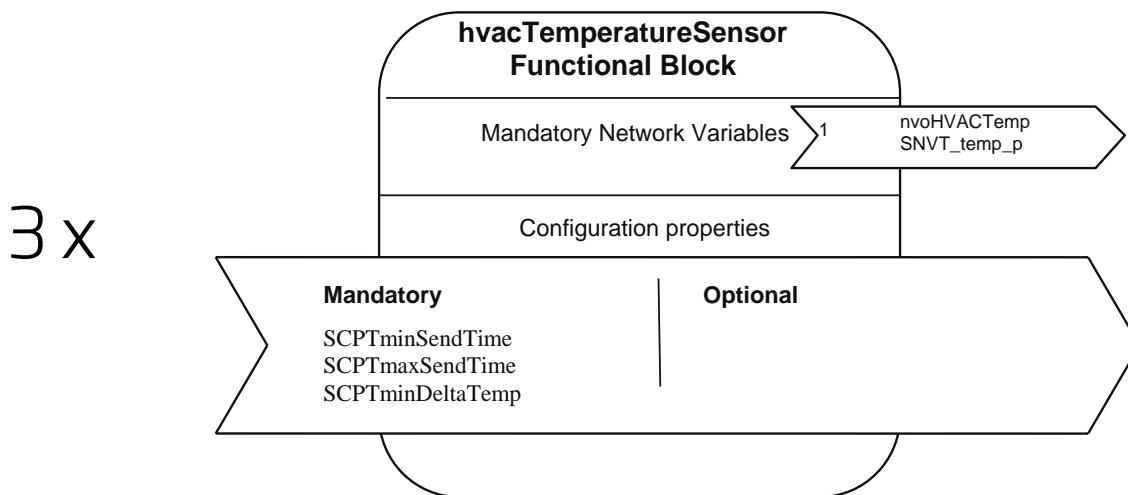 hvacTemperatureSensor
Functional Block
Mandatory Network Variables
1
nvoHVACTemp
SNVT_temp_p
3 x
Configuration properties
Mandatory
Optional
SCPTminSendTime
SCPTmaxSendTime
SCPTminDeltaTemp